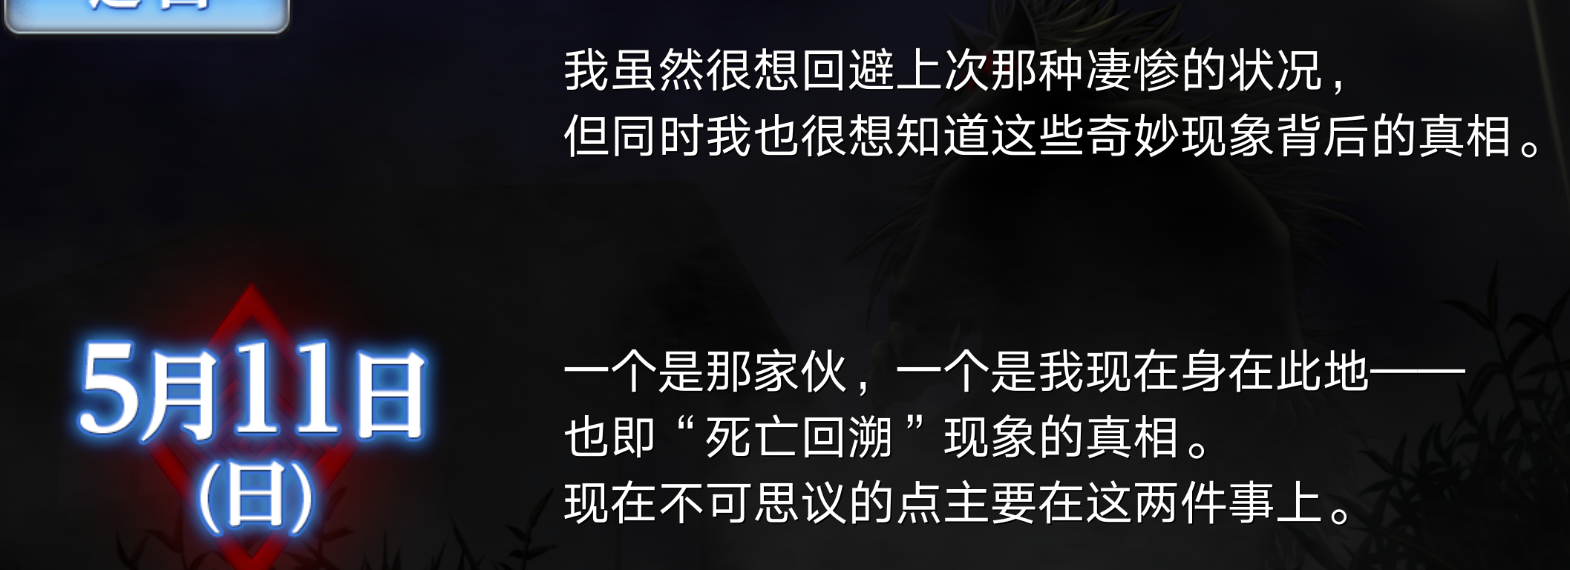 我虽然很想回避上次那种凄惨的状况，
但同时我也很想知道这些奇妙现象背后的真相。
5月11日
(日)
一个是那家伙，一个是我现在身在此地——
也即“死亡回溯”现象的真相。
现在不可思议的点主要在这两件事上。